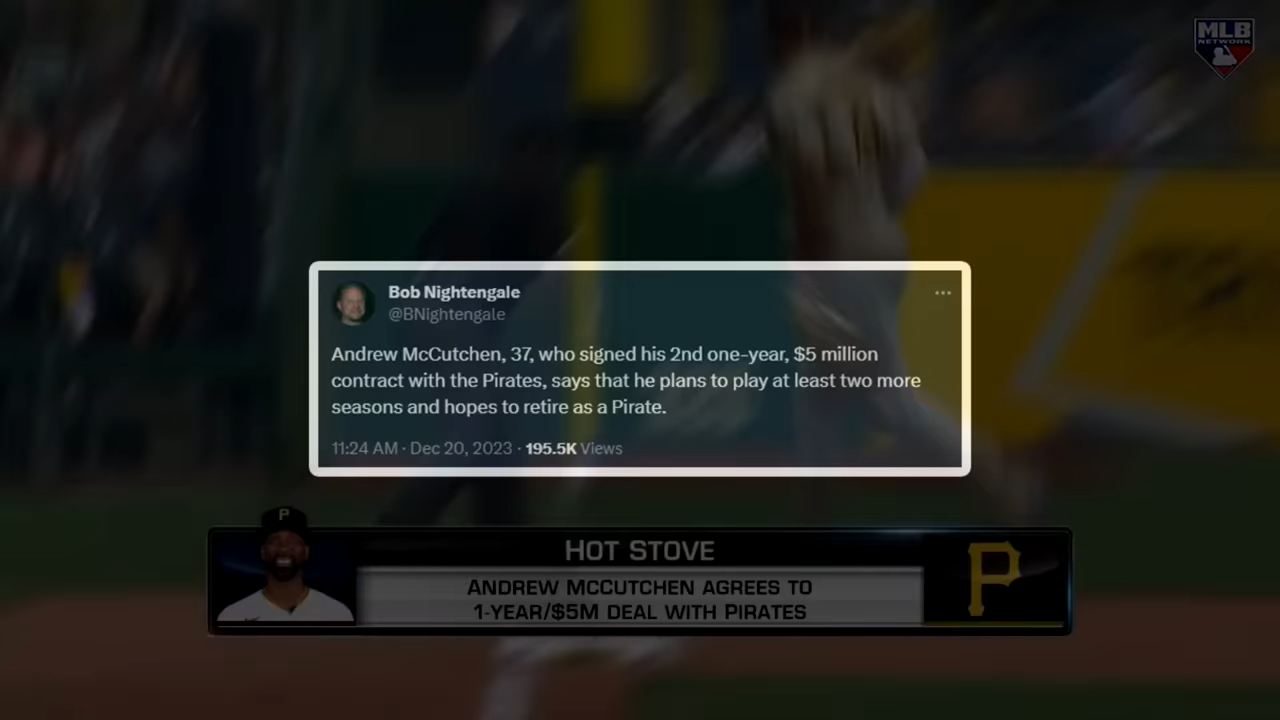 MLB
NETWORK
Bob Nightengale
@BNightengale
Andrew McCutchen, 37, who signed his 2nd one-year, $5 million
contract with the Pirates, says that he plans to play at least two more
seasons and hopes to retire as a Pirate.
11:24 AM · Dec 20, 2023 · 195.5K Views
P
HOT STOVE
ANDREW MCCUTCHEN AGREES TO
1-YEAR/$5M DEAL WITH PIRATES
P